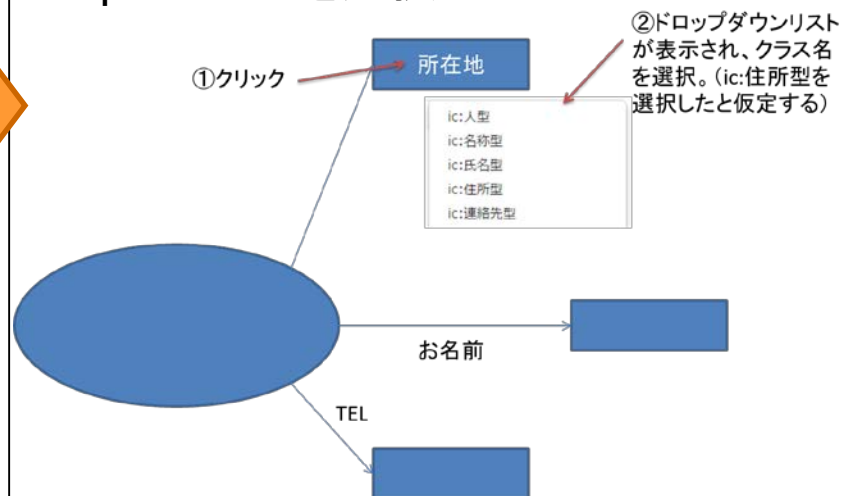 ①クリック
所在地
②ドロップダウンリスト
が表示され、クラス名
を選択。(ic:住所型を
選択したと仮定する)
ic:人型
ic:名称型
ic:氏名型
ic:住所型
ic:連絡先型
お名前
TEL